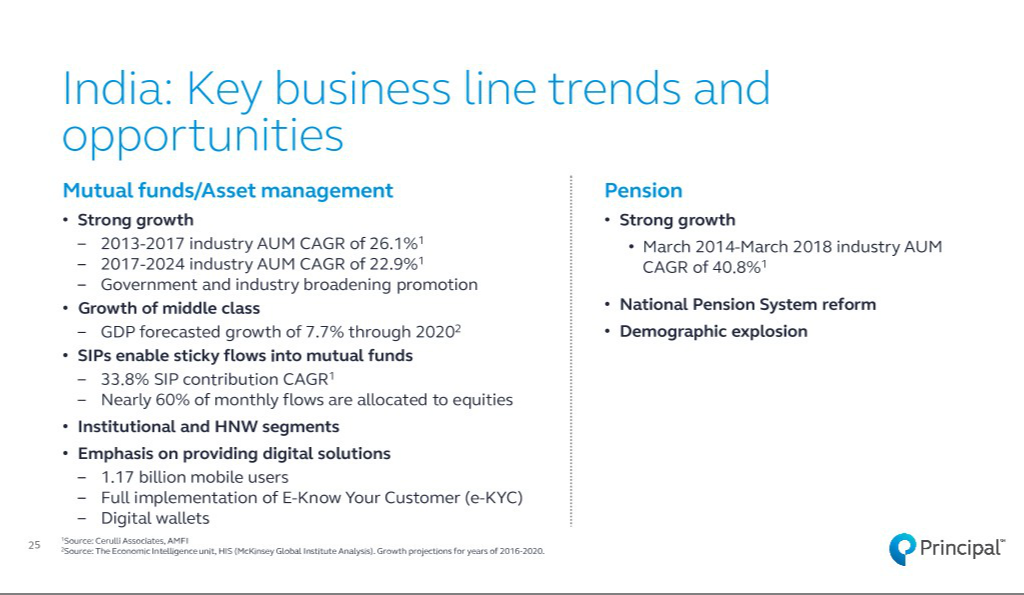 India: Key business line trends and
opportunities
Mutual funds/Asset management
• Strong growth
– 2013-2017 industry AUM CAGR of 26.1%¹
– 2017-2024 industry AUM CAGR of 22.9%¹
– Government and industry broadening promotion
• Growth of middle class
– GDP forecasted growth of 7.7% through 2020²
• SIPs enable sticky flows into mutual funds
– 33.8% SIP contribution CAGR¹
– Nearly 60% of monthly flows are allocated to equities
• Institutional and HNW segments
• Emphasis on providing digital solutions
– 1.17 billion mobile users
– Full implementation of E-Know Your Customer (e-KYC)
– Digital wallets
Pension
• Strong growth
• March 2014-March 2018 industry AUM
CAGR of 40.8%¹
• National Pension System reform
• Demographic explosion
25
¹Source: Cerulli Associates, AMFI
²Source: The Economic Intelligence unit, HIS (McKinsey Global Institute Analysis). Growth projections for years of 2016-2020.
Principal℠